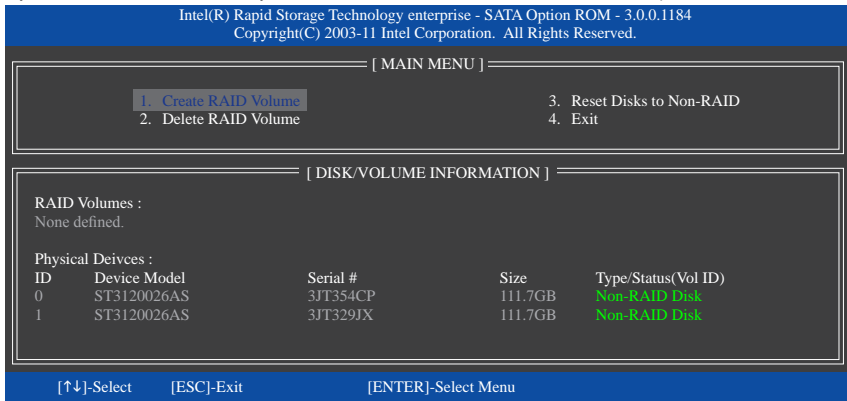 Intel(R) Rapid Storage Technology enterprise - SATA Option ROM - 3.0.0.1184
Copyright(C) 2003-11 Intel Corporation. All Rights Reserved.
[ MAIN MENU ]
1. Create RAID Volume 3. Reset Disks to Non-RAID
2. Delete RAID Volume 4. Exit
[ DISK/VOLUME INFORMATION ]
RAID Volumes :
None defined.
Physical Deivces :
ID Device Model Serial # Size Type/Status(Vol ID)
0 ST3120026AS 3JT354CP 111.7GB Non-RAID Disk
1 ST3120026AS 3JT329JX 111.7GB Non-RAID Disk
[↑↓]-Select [ESC]-Exit [ENTER]-Select Menu